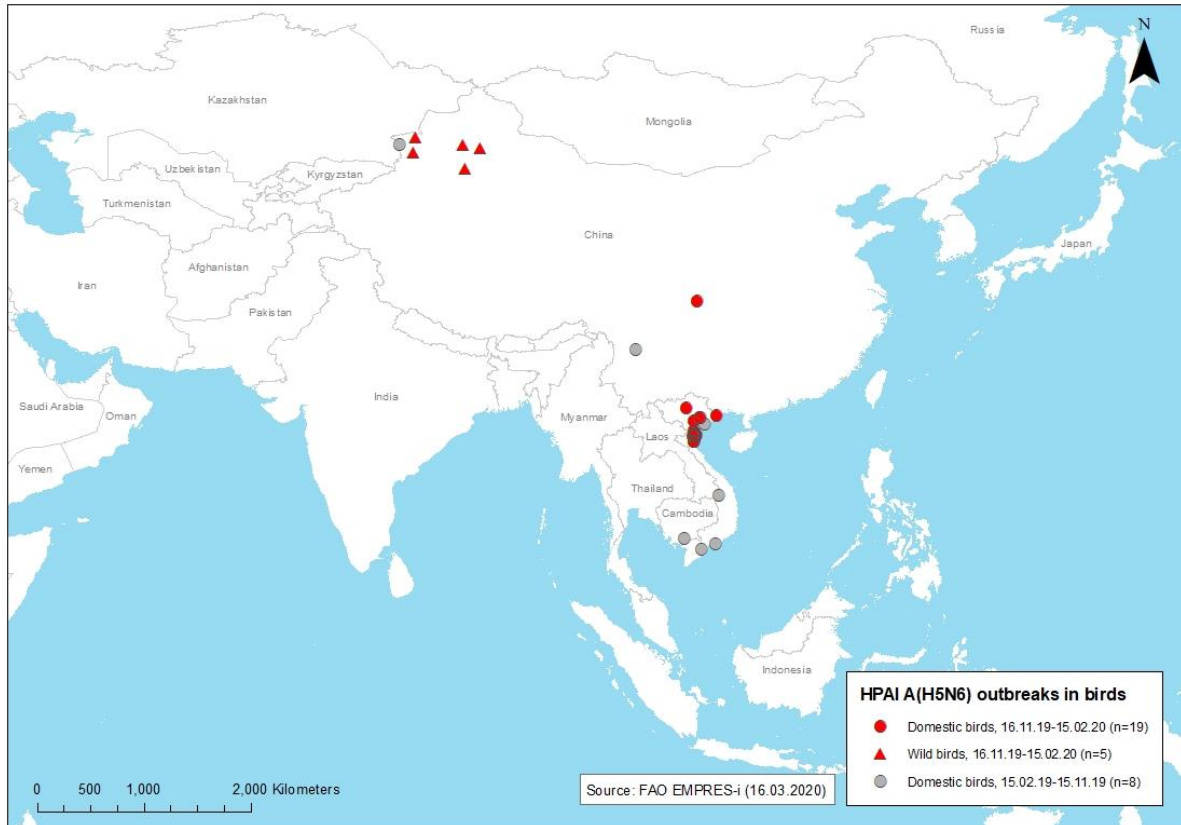 N
Russia
Kazakhstan
Mongolia
Uzbekistan
Kyrgyzstan
Turkmenistan
China
Japan
Afghanistan
Iran
Pakistan
India
Saudi Arabia
Oman
Myanmar
Laos
Yemen
Thailand
Cambodia
Indonesia
HPAI A(H5N6) outbreaks in birds
Domestic birds, 16.11.19-15.02.20 (n=19)
Wild birds, 16.11.19-15.02.20 (n=5)
Domestic birds, 15.02.19-15.11.19 (n=8)
0 500 1,000 2,000 Kilometers
Source: FAO EMPRES-i (16.03.2020)